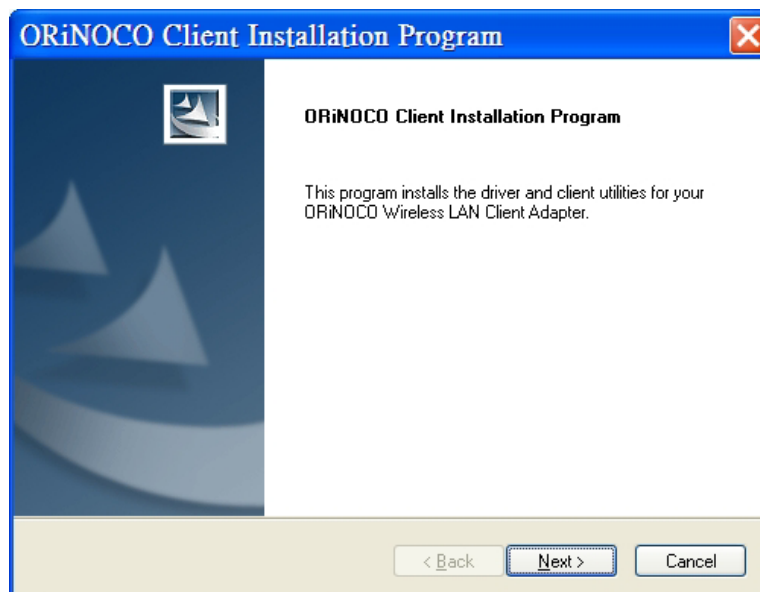 ORiNOCO Client Installation Program
ORiNOCO Client Installation Program
This program installs the driver and client utilities for your
ORiNOCO Wireless LAN Client Adapter.
< Back
Next >
Cancel